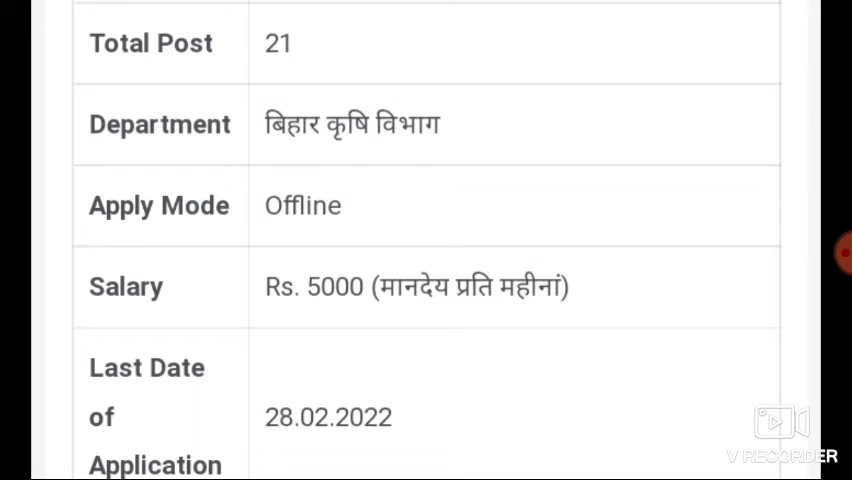 Total Post 21
Department बिहार कृषि विभाग
Apply Mode Offline
Salary Rs. 5000 (मानदेय प्रति महीनां)
Last Date
of 28.02.2022
Application
V RECORDER